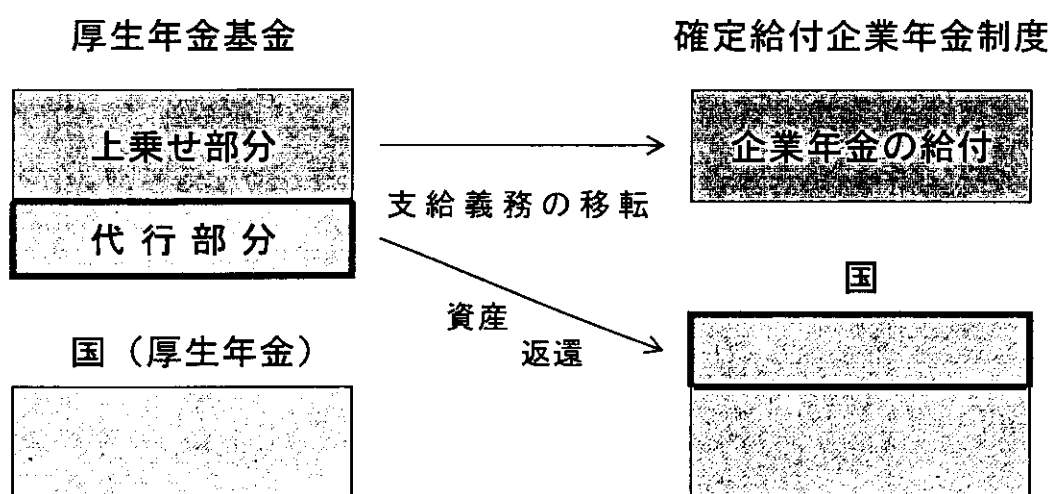 厚生年金基金
確定給付企業年金制度
上乗せ部分
企業年金の給付
支給義務の移転
代行部分
国
資産
返還
国(厚生年金)